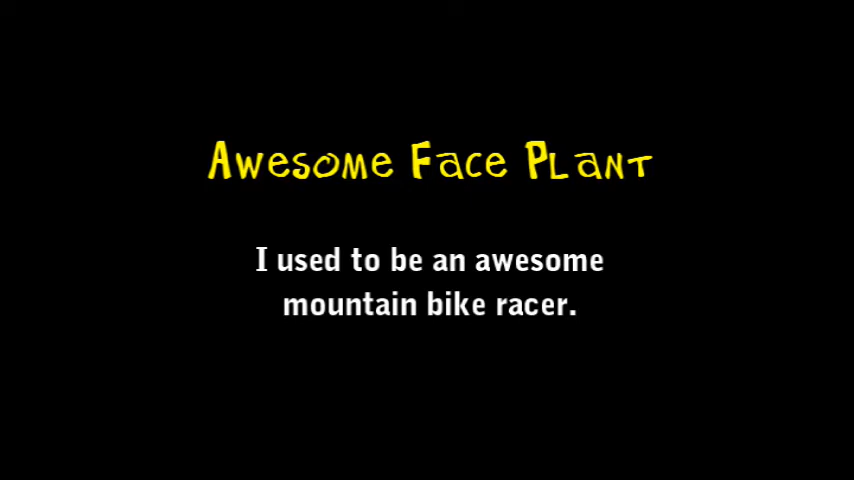 Awesome Face Plant
I used to be an awesome
mountain bike racer.